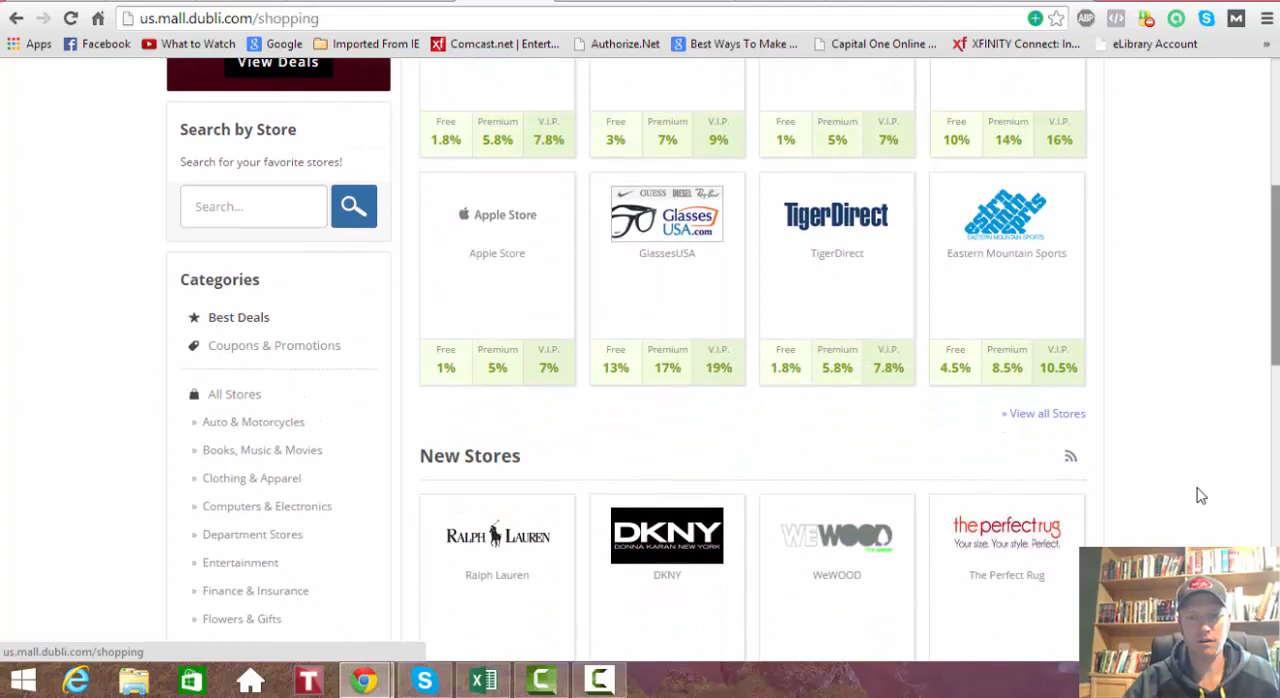 us.mall.dubli.com/shopping
ABP
M
Apps
Facebook
What to Watch
Google
Imported From IE
Comcast.net | Entert...
Authorize.Net
Best Ways To Make ...
Capital One Online ...
XFINITY Connect: In...
eLibrary Account
»
View Deals
Search by Store
Search for your favorite stores!
Search...
Categories
Best Deals
Coupons & Promotions
All Stores
» Auto & Motorcycles
» Books, Music & Movies
» Clothing & Apparel
» Computers & Electronics
» Department Stores
» Entertainment
» Finance & Insurance
» Flowers & Gifts
Free Premium V.I.P.
1.8% 5.8% 7.8%
Free Premium V.I.P.
3% 7% 9%
Free Premium V.I.P.
1% 5% 7%
Free Premium V.I.P.
10% 14% 16%
Apple Store
Apple Store
Free Premium V.I.P.
1% 5% 7%
GUESS DIESEL Ray-Ban
Glasses
USA.com
GlassesUSA
Free Premium V.I.P.
13% 17% 19%
TigerDirect
TigerDirect
Free Premium V.I.P.
1.8% 5.8% 7.8%
eastern mountain sports
EASTERN MOUNTAIN SPORTS
Eastern Mountain Sports
Free Premium V.I.P.
4.5% 8.5% 10.5%
» View all Stores
New Stores
RALPH LAUREN
Ralph Lauren
DKNY
DONNA KARAN NEW YORK
DKNY
WEWOOD
WeWOOD
the perfect rug
Your size. Your style. Perfect.
The Perfect Rug
us.mall.dubli.com/shopping